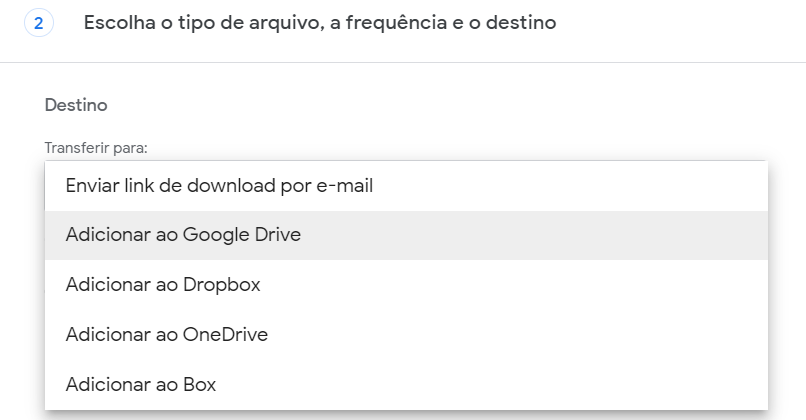 2 Escolha o tipo de arquivo, a frequência e o destino
Destino
Transferir para:
Enviar link de download por e-mail
Adicionar ao Google Drive
Adicionar ao Dropbox
Adicionar ao OneDrive
Adicionar ao Box